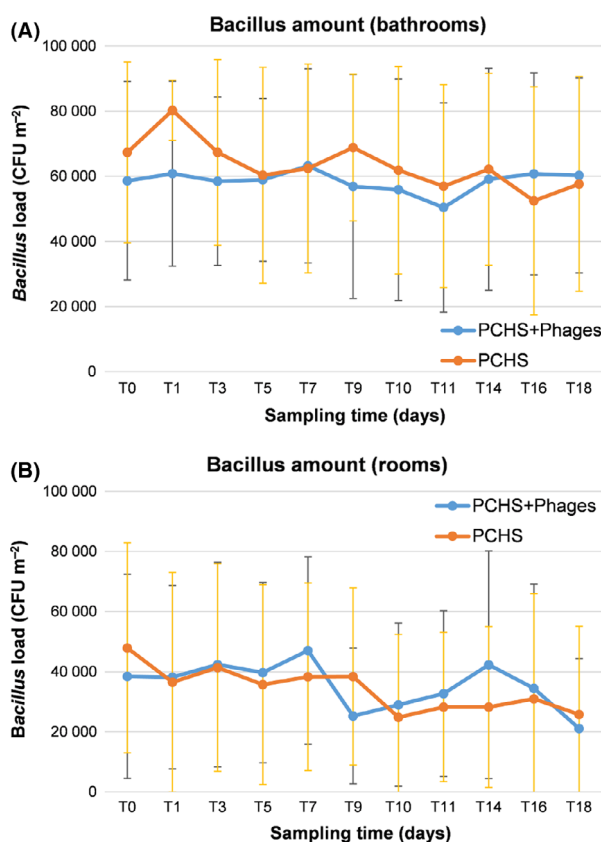 (A)
Bacillus amount (bathrooms)
100 000
80 000
60 000
40 000
20 000
0
Bacillus load (CFU m⁻²)
PCHS+Phages
PCHS
T0 T1 T3 T5 T7 T9 T10 T11 T14 T16 T18
Sampling time (days)
(B)
Bacillus amount (rooms)
100 000
80 000
60 000
40 000
20 000
0
Bacillus load (CFU m⁻²)
PCHS+Phages
PCHS
T0 T1 T3 T5 T7 T9 T10 T11 T14 T16 T18
Sampling time (days)